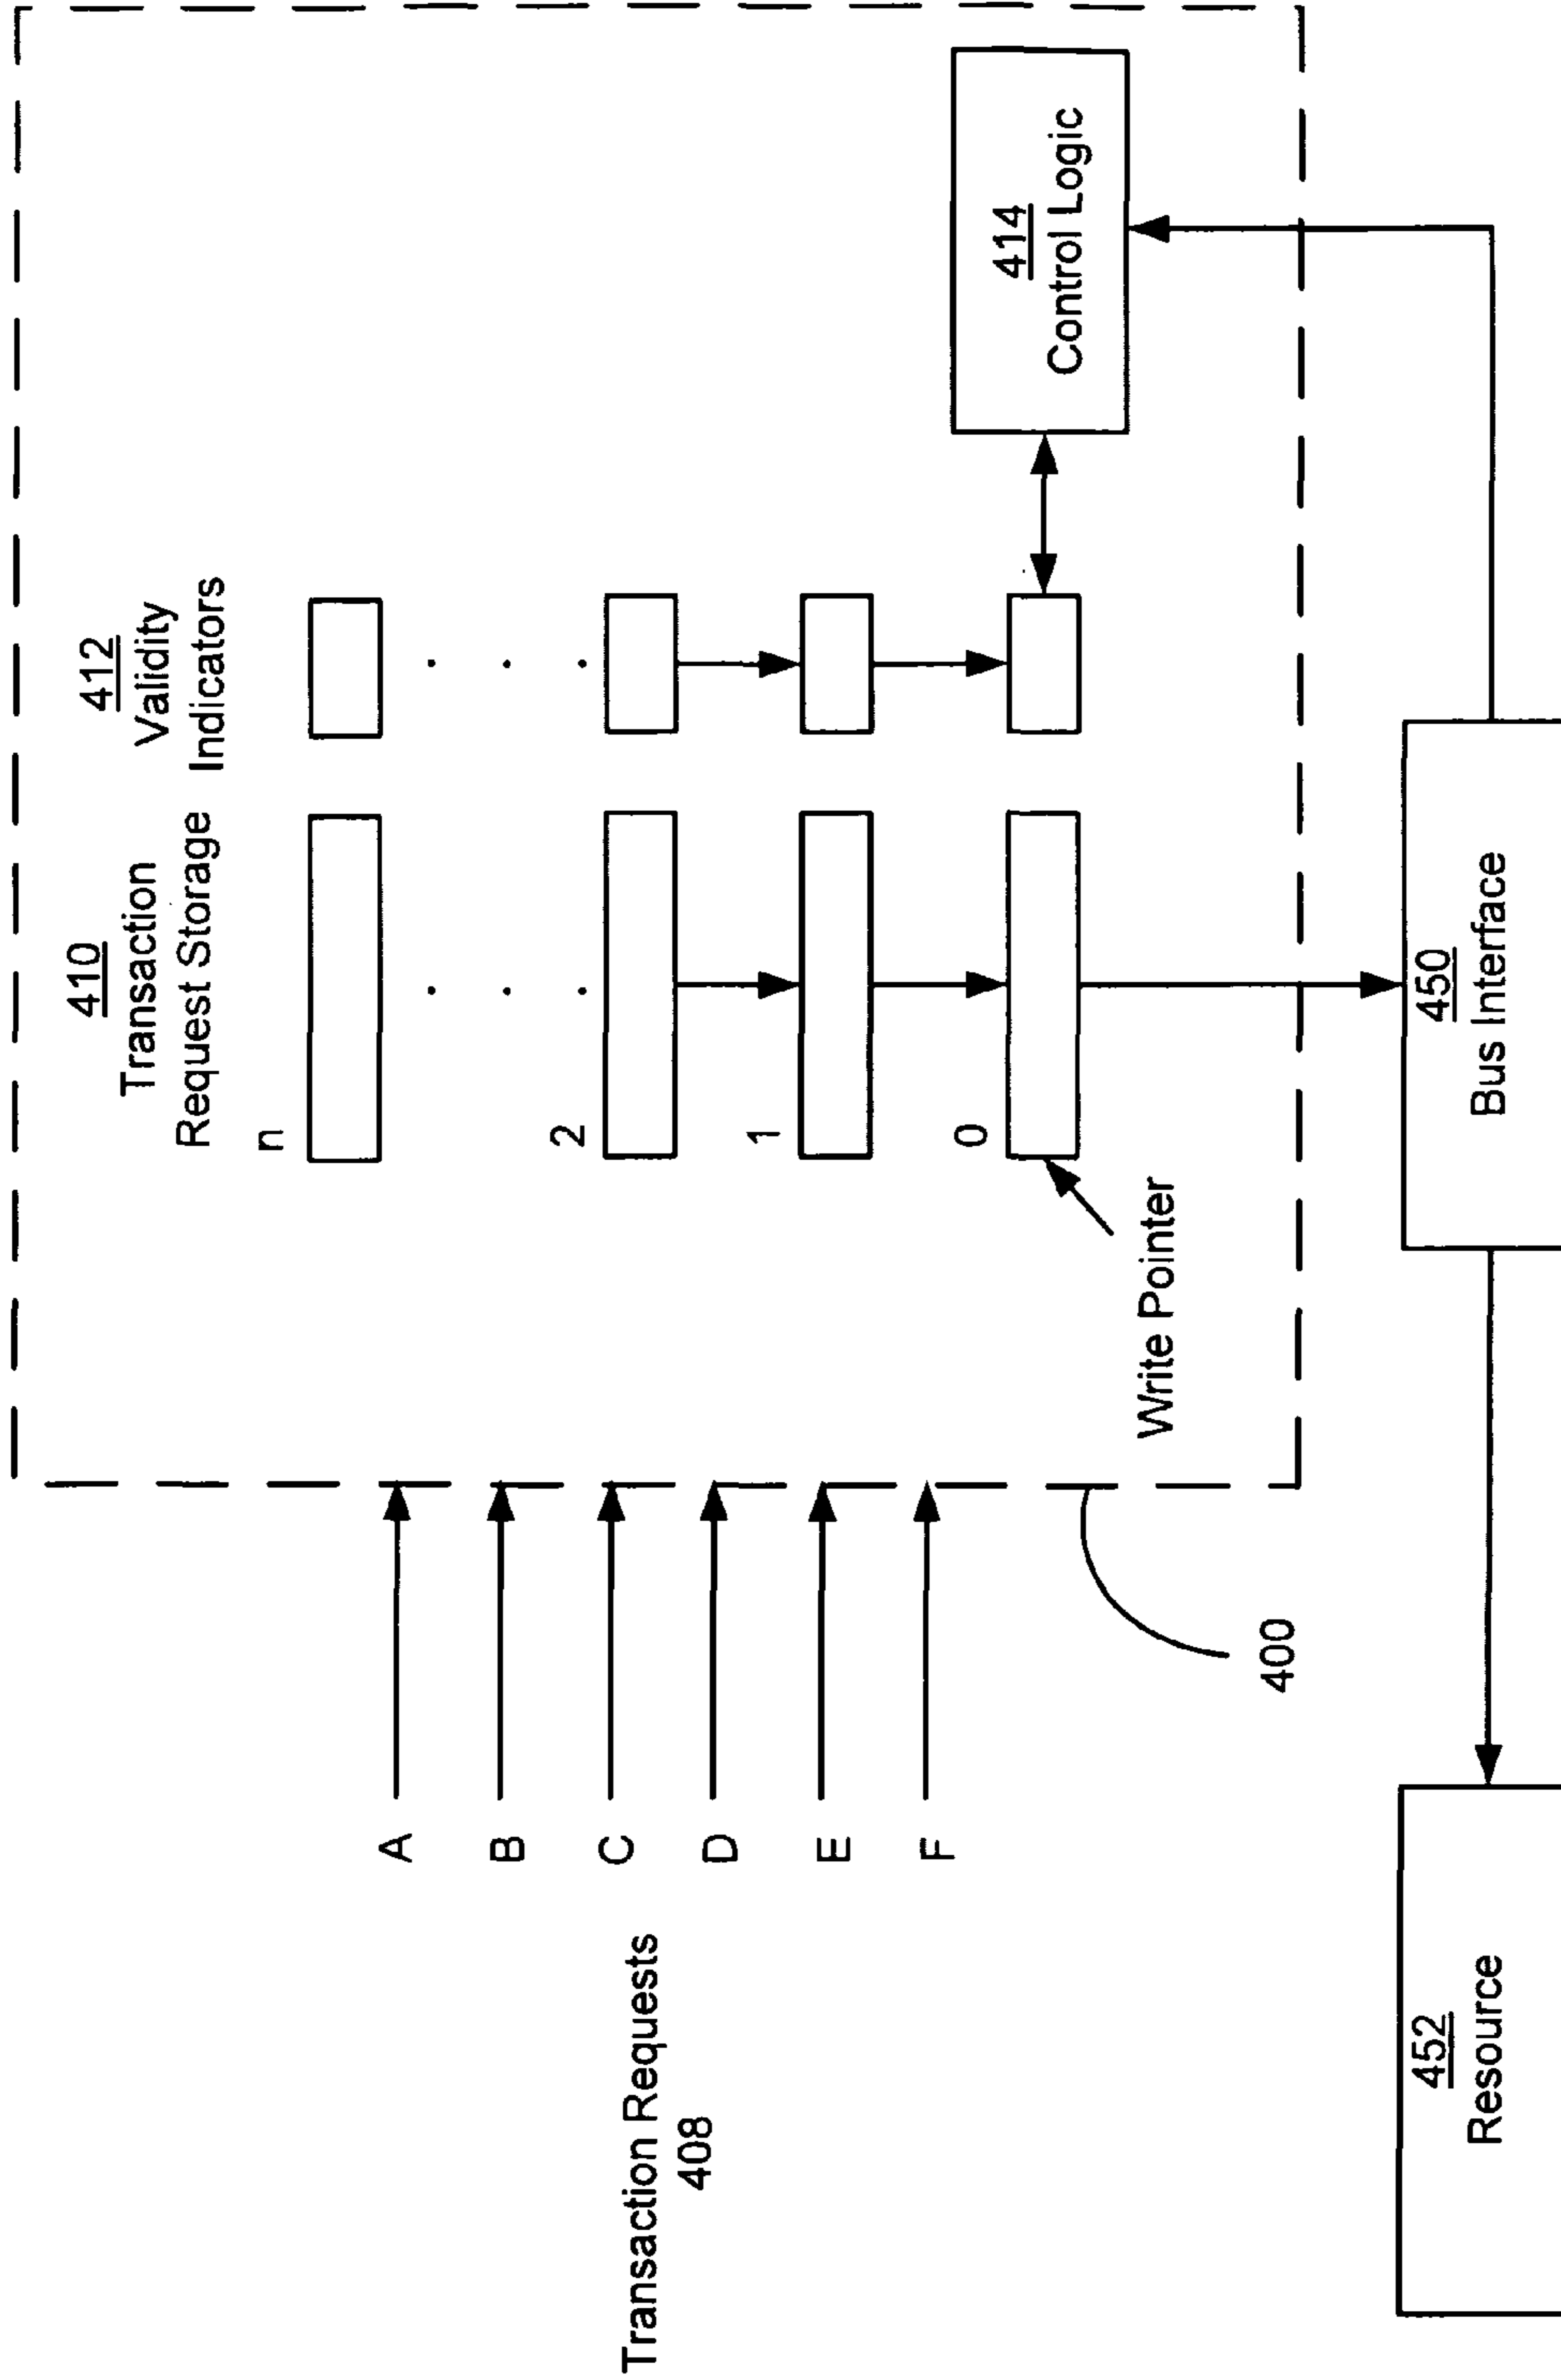 410
Transaction
Request Storage
412
Validity
Indicators
n
2
1
0
Write Pointer
414
Control Logic
A
B
C
D
E
F
Transaction Requests
408
400
450
Bus Interface
452
Resource